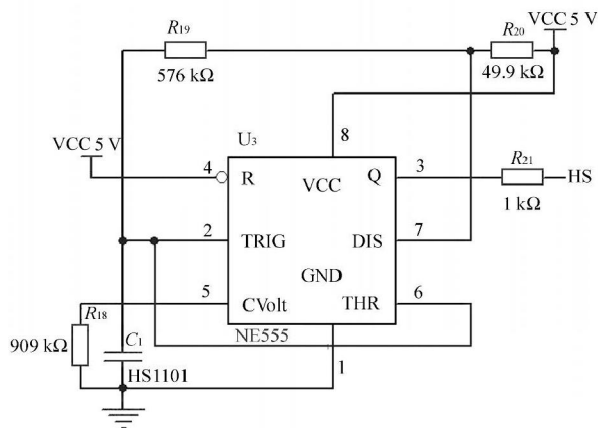 R19
576 kΩ
R20
49.9 kΩ
VCC 5 V
VCC 5 V
U3
8
4
R
VCC
Q
3
R21
1 kΩ
HS
2
TRIG
DIS
7
GND
5
CVolt
THR
6
R18
909 kΩ
C1
HS1101
NE555
1